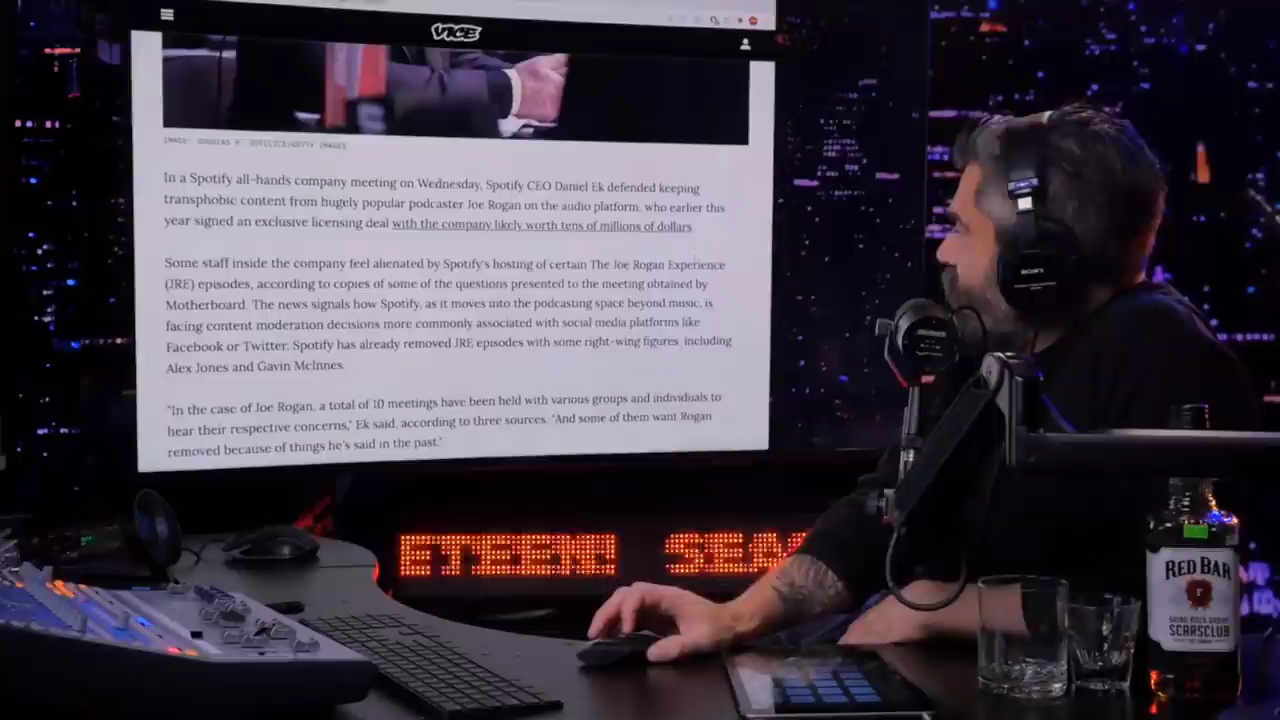 VICE
IMAGE: DOUGLAS P. DEFELICE/GETTY IMAGES
In a Spotify all-hands company meeting on Wednesday, Spotify CEO Daniel Ek defended keeping
transphobic content from hugely popular podcaster Joe Rogan on the audio platform, who earlier this
year signed an exclusive licensing deal with the company likely worth tens of millions of dollars
Some staff inside the company feel alienated by Spotify's hosting of certain The Joe Rogan Experience
(JRE) episodes, according to copies of some of the questions presented to the meeting obtained by
Motherboard. The news signals how Spotify, as it moves into the podcasting space beyond music, is
facing content moderation decisions more commonly associated with social media platforms like
Facebook or Twitter. Spotify has already removed JRE episodes with some right-wing figures, including
Alex Jones and Gavin McInnes.
"In the case of Joe Rogan, a total of 10 meetings have been held with various groups and individuals to
hear their respective concerns," Ek said, according to three sources. "And some of them want Rogan
removed because of things he's said in the past."
SONY
ETEEN SEA
RED BAR
SCARSCLUB